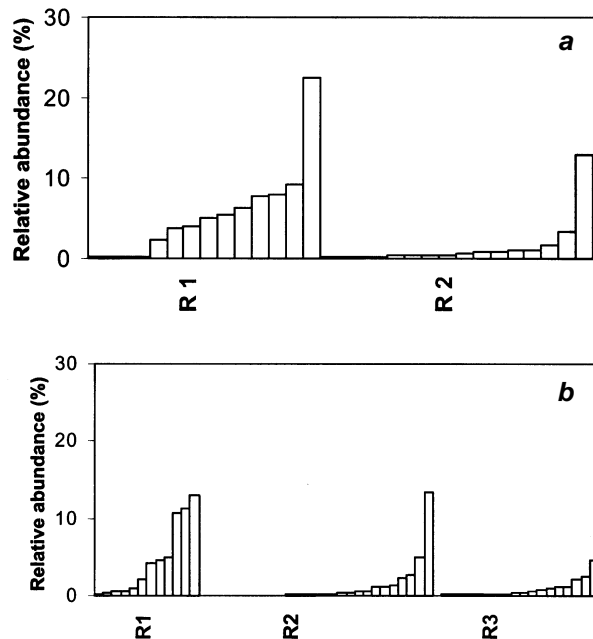 Relative abundance (%)
30
20
10
0
a
R 1
R 2
Relative abundance (%)
30
20
10
0
b
R1
R2
R3